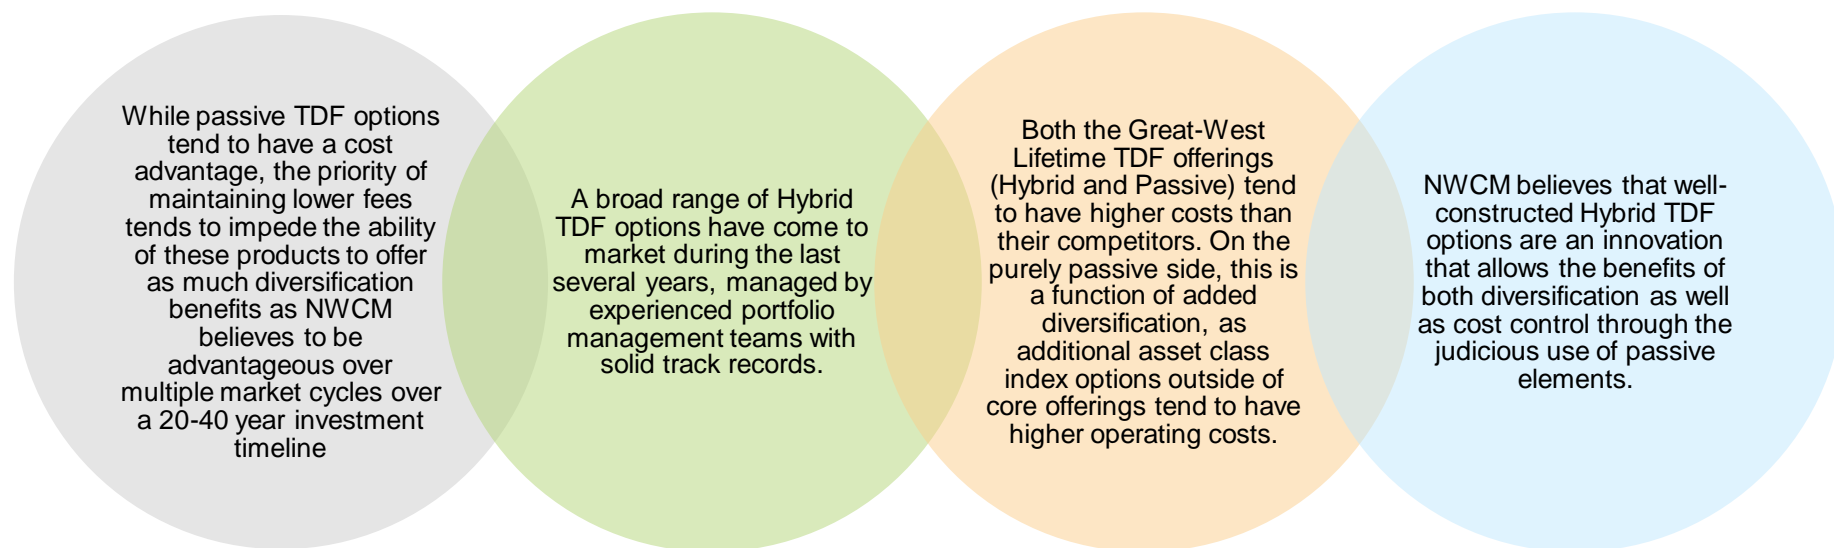 While passive TDF options
tend to have a cost
advantage, the priority of
maintaining lower fees
tends to impede the ability
of these products to offer
as much diversification
benefits as NWCM
believes to be
advantageous over
multiple market cycles over
a 20-40 year investment
timeline
A broad range of Hybrid
TDF options have come to
market during the last
several years, managed by
experienced portfolio
management teams with
solid track records.
Both the Great-West
Lifetime TDF offerings
(Hybrid and Passive) tend
to have higher costs than
their competitors. On the
purely passive side, this is
a function of added
diversification, as
additional asset class
index options outside of
core offerings tend to have
higher operating costs.
NWCM believes that well-
constructed Hybrid TDF
options are an innovation
that allows the benefits of
both diversification as well
as cost control through the
judicious use of passive
elements.